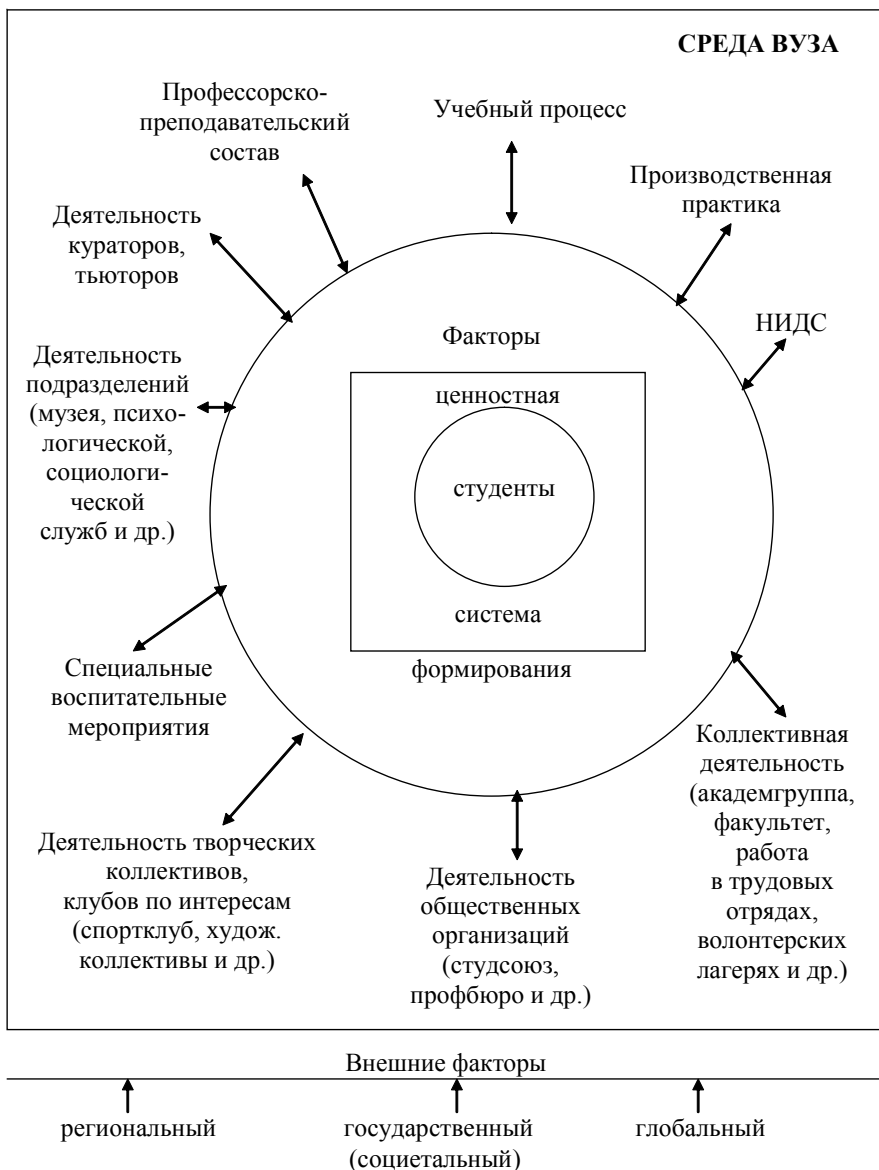 СРЕДА ВУЗА
Профессорско-
преподавательский
состав
Учебный процесс
Производственная
практика
Деятельность
кураторов,
тьюторов
НИДС
Деятельность
подразделений
(музея, психо-
логической,
социологи-
ческой
служб и др.)
Факторы
ценностная
студенты
система
формирования
Специальные
воспитательные
мероприятия
Коллективная
деятельность
(академгруппа,
факультет,
работа
в трудовых
отрядах,
волонтерских
лагерях и др.)
Деятельность творческих
коллективов,
клубов по интересам
(спортклуб, худож.
коллективы и др.)
Деятельность
общественных
организаций
(студсоюз,
профбюро и др.)
Внешние факторы
региональный
государственный
(социетальный)
глобальный